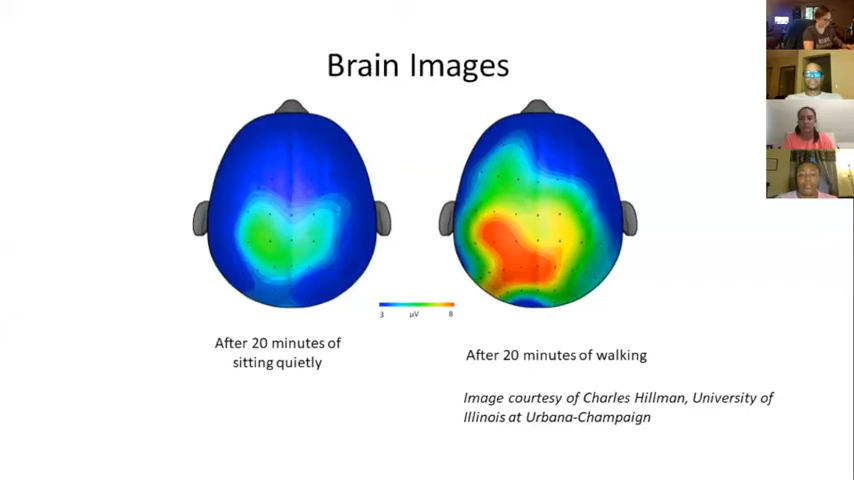 Brain Images
3 µV 8
After 20 minutes of
sitting quietly
After 20 minutes of walking
Image courtesy of Charles Hillman, University of
Illinois at Urbana-Champaign